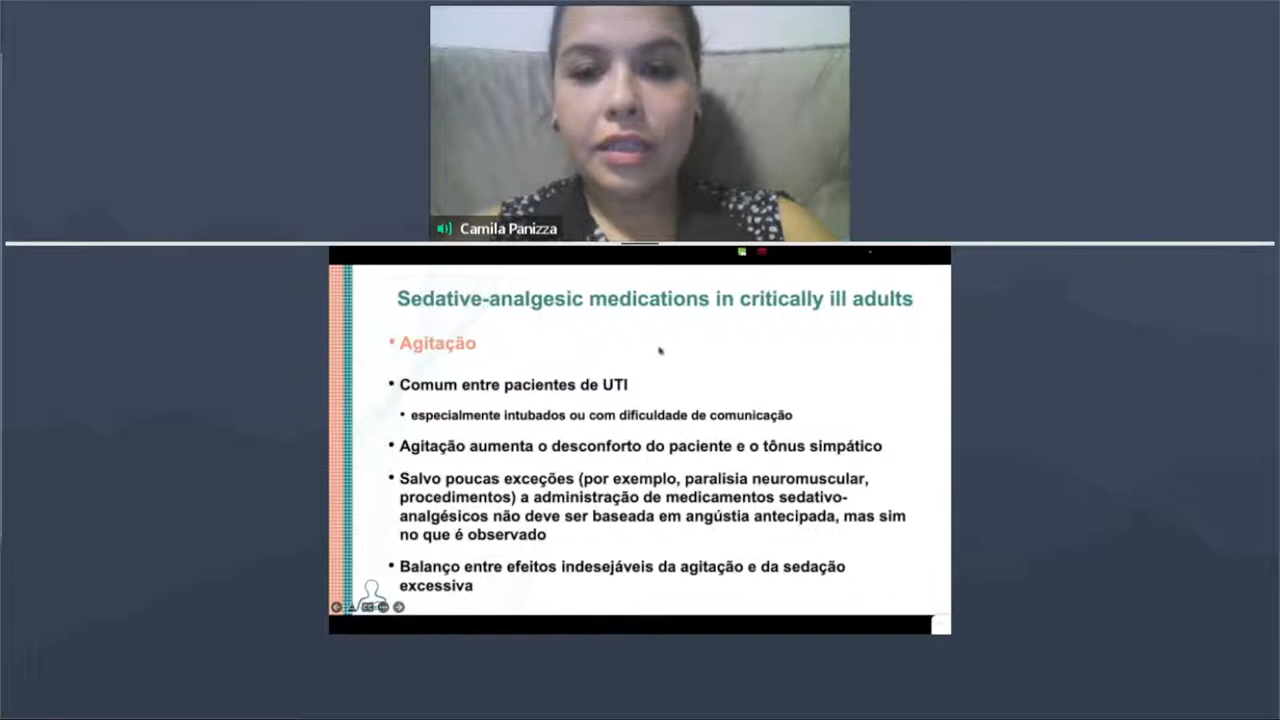 Camila Panizza
Sedative-analgesic medications in critically ill adults
• Agitação
• Comum entre pacientes de UTI
• especialmente intubados ou com dificuldade de comunicação
• Agitação aumenta o desconforto do paciente e o tônus simpático
• Salvo poucas exceções (por exemplo, paralisia neuromuscular,
procedimentos) a administração de medicamentos sedativo-
analgésicos não deve ser baseada em angústia antecipada, mas sim
no que é observado
• Balanço entre efeitos indesejáveis da agitação e da sedação
excessiva